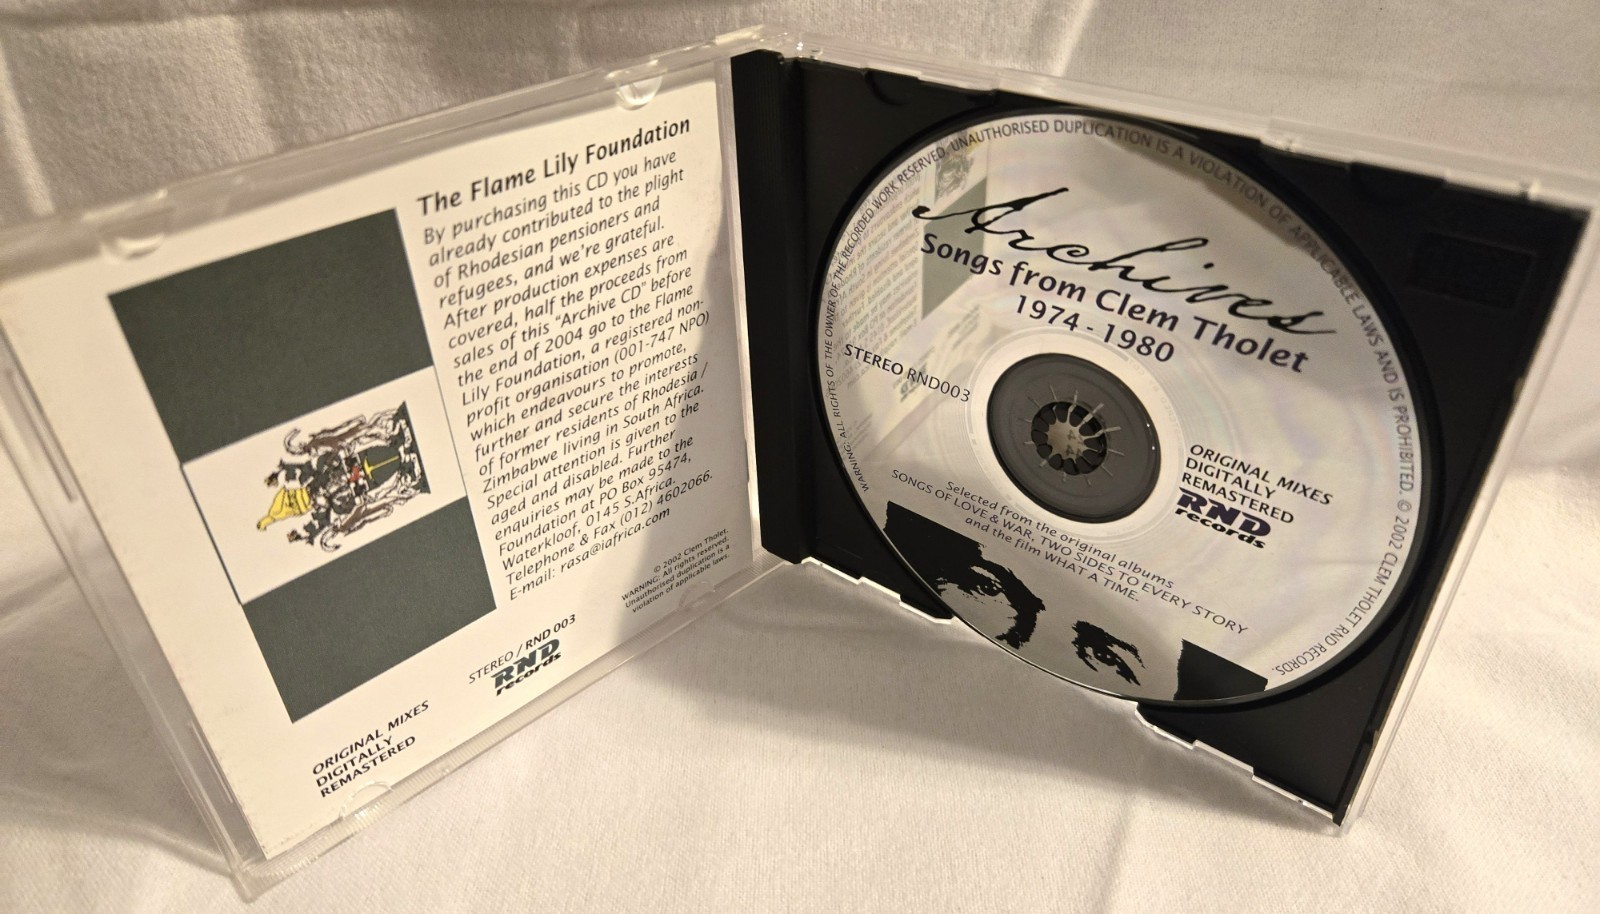 The Flame Lily Foundation
By purchasing this CD you have
already contributed to the plight
of Rhodesian pensioners and
refugees, and we're grateful.
After production expenses are
covered, half the proceeds from
sales of this "Archive CD" before
the end of 2004 go to the Flame
Lily Foundation, a registered non-
profit organisation (001-747 NPO)
which endeavours to promote,
further and secure the interests
of former residents of Rhodesia /
Zimbabwe living in South Africa.
Special attention is given to the
aged and disabled. Further
enquiries may be made to the
Foundation at PO Box 95474,
Waterkloof, 0145 S.Africa.
Telephone & Fax (012) 4602066.
E-mail: rasa@iafrica.com
© 2002 Clem Tholet.
WARNING: All rights reserved.
Unauthorised duplication is a
violation of applicable laws.
STEREO / RND 003
RND
records
ORIGINAL MIXES
DIGITALLY
REMASTERED
WARNING: ALL RIGHTS OF THE OWNER OF THE RECORDED WORK RESERVED. UNAUTHORISED DUPLICATION IS A VIOLATION OF APPLICABLE LAWS AND IS PROHIBITED. © 2002 CLEM THOLET RND RECORDS.
Archives
Songs from Clem Tholet
1974 - 1980
STEREO RND003
ORIGINAL MIXES
DIGITALLY
REMASTERED
RND
records
Selected from the original albums
SONGS OF LOVE & WAR, TWO SIDES TO EVERY STORY
and the film WHAT A TIME.